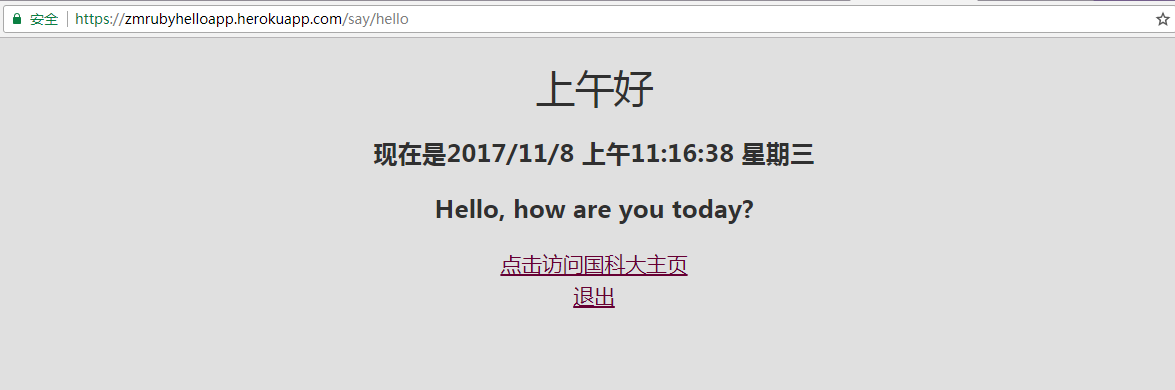 安全 https://zmrubyhelloapp.herokuapp.com/say/hello
上午好
现在是2017/11/8 上午11:16:38 星期三
Hello, how are you today?
点击访问国科大主页
退出